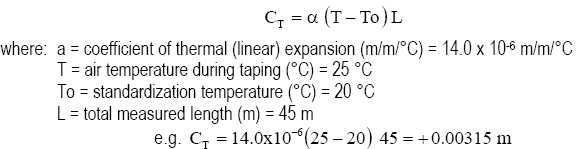 C_T = α (T – To) L
where: a = coefficient of thermal (linear) expansion (m/m/°C) = 14.0 x 10-6 m/m/°C
T = air temperature during taping (°C) = 25 °C
To = standardization temperature (°C) = 20 °C
L = total measured length (m) = 45 m
e.g. C_T = 14.0x10⁻⁶(25 – 20) 45 = +0.00315 m